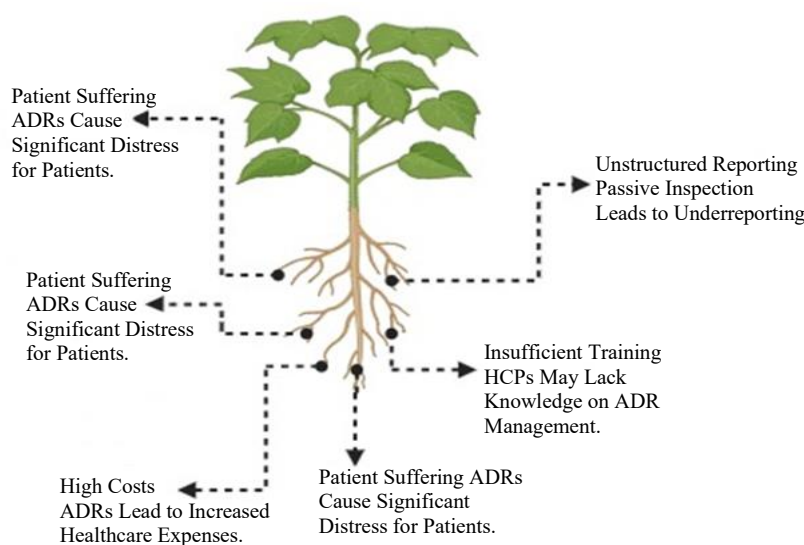 Patient Suffering
ADRs Cause
Significant Distress
for Patients.
Unstructured Reporting
Passive Inspection
Leads to Underreporting
Patient Suffering
ADRs Cause
Significant Distress
for Patients.
Insufficient Training
HCPs May Lack
Knowledge on ADR
Management.
High Costs
ADRs Lead to Increased
Healthcare Expenses.
Patient Suffering ADRs
Cause Significant
Distress for Patients.